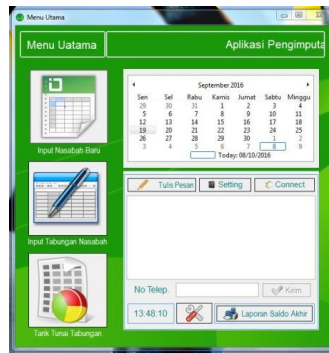 Menu Utama
Menu Uatama
Aplikasi Pengimputa
Input Nasabah Baru
Input Tabungan Nasabah
Tarik Tunai Tabungan
September 2016
Sen Sel Rabu Kamis Jumat Sabtu Minggu
29 30 31 1 2 3 4
5 6 7 8 9 10 11
12 13 14 15 16 17 18
19 20 21 22 23 24 25
26 27 28 29 30 1 2
3 4 5 6 7 8 9
Today: 08/10/2016
Tulis Pesan Setting Connect
No Telep. Kirim
13:48:10 Laporan Saldo Akhir